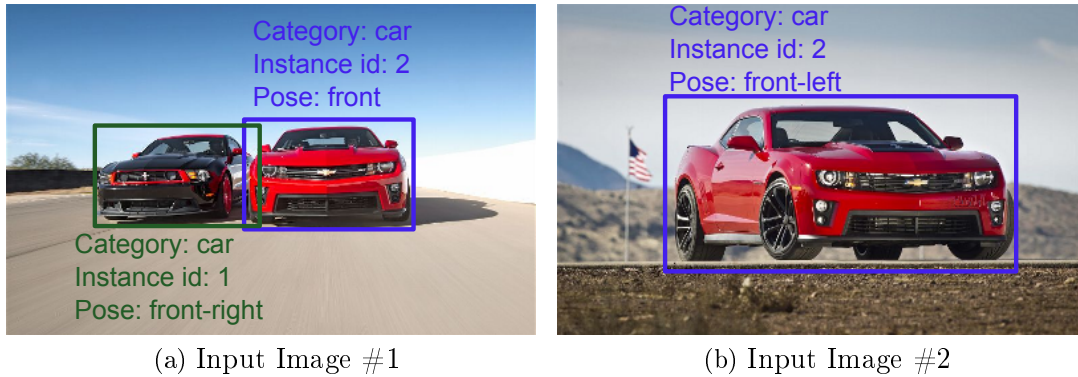 Category: car
Instance id: 2
Pose: front
Category: car
Instance id: 1
Pose: front-right
(a) Input Image #1
Category: car
Instance id: 2
Pose: front-left
(b) Input Image #2